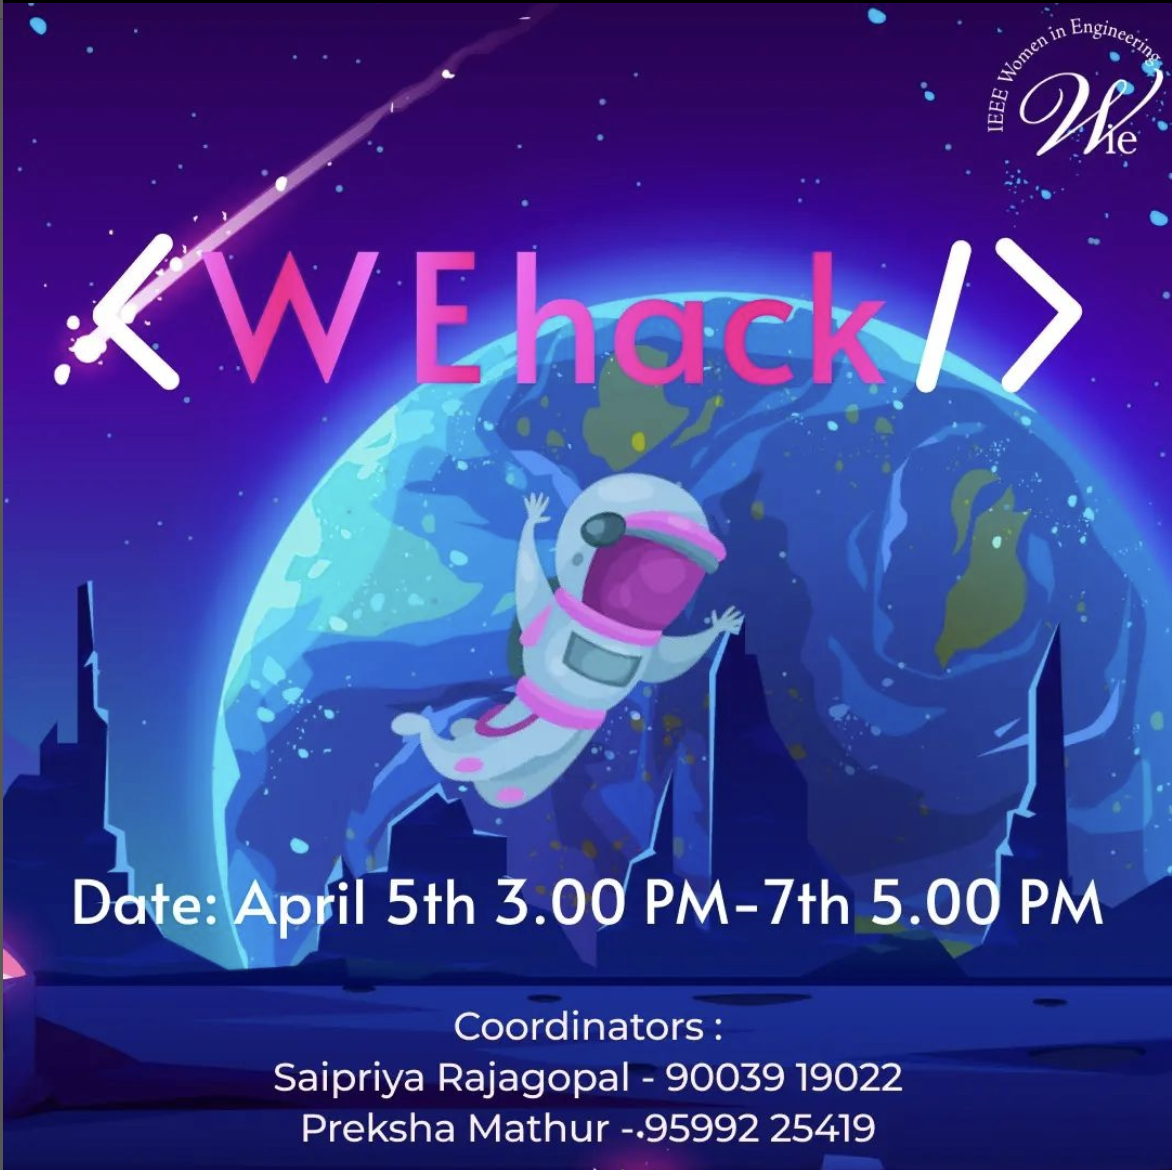 IEEE Women in Engineering
Wie
<WEhack/>
Date: April 5th 3.00 PM-7th 5.00 PM
Coordinators :
Saipriya Rajagopal - 90039 19022
Preksha Mathur - 95992 25419